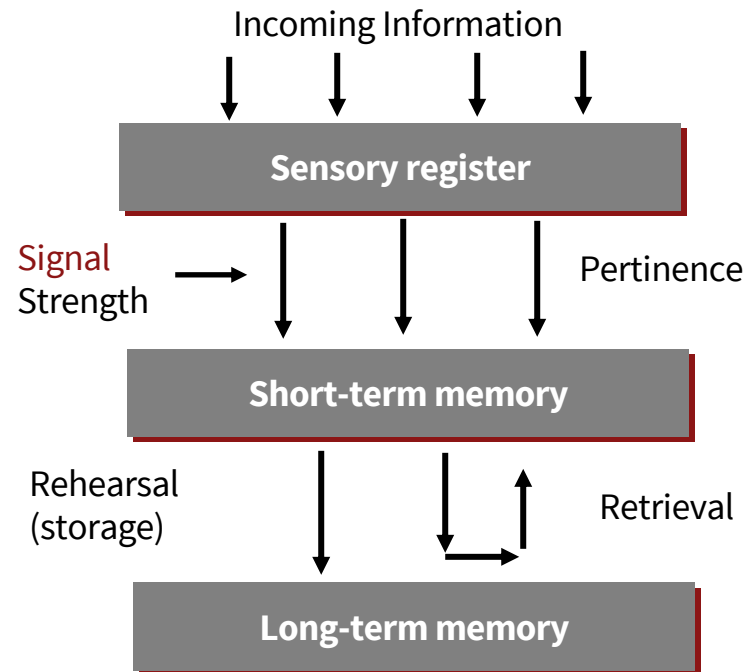 Incoming Information
Sensory register
Signal
Strength
Pertinence
Short-term memory
Rehearsal
(storage)
Retrieval
Long-term memory